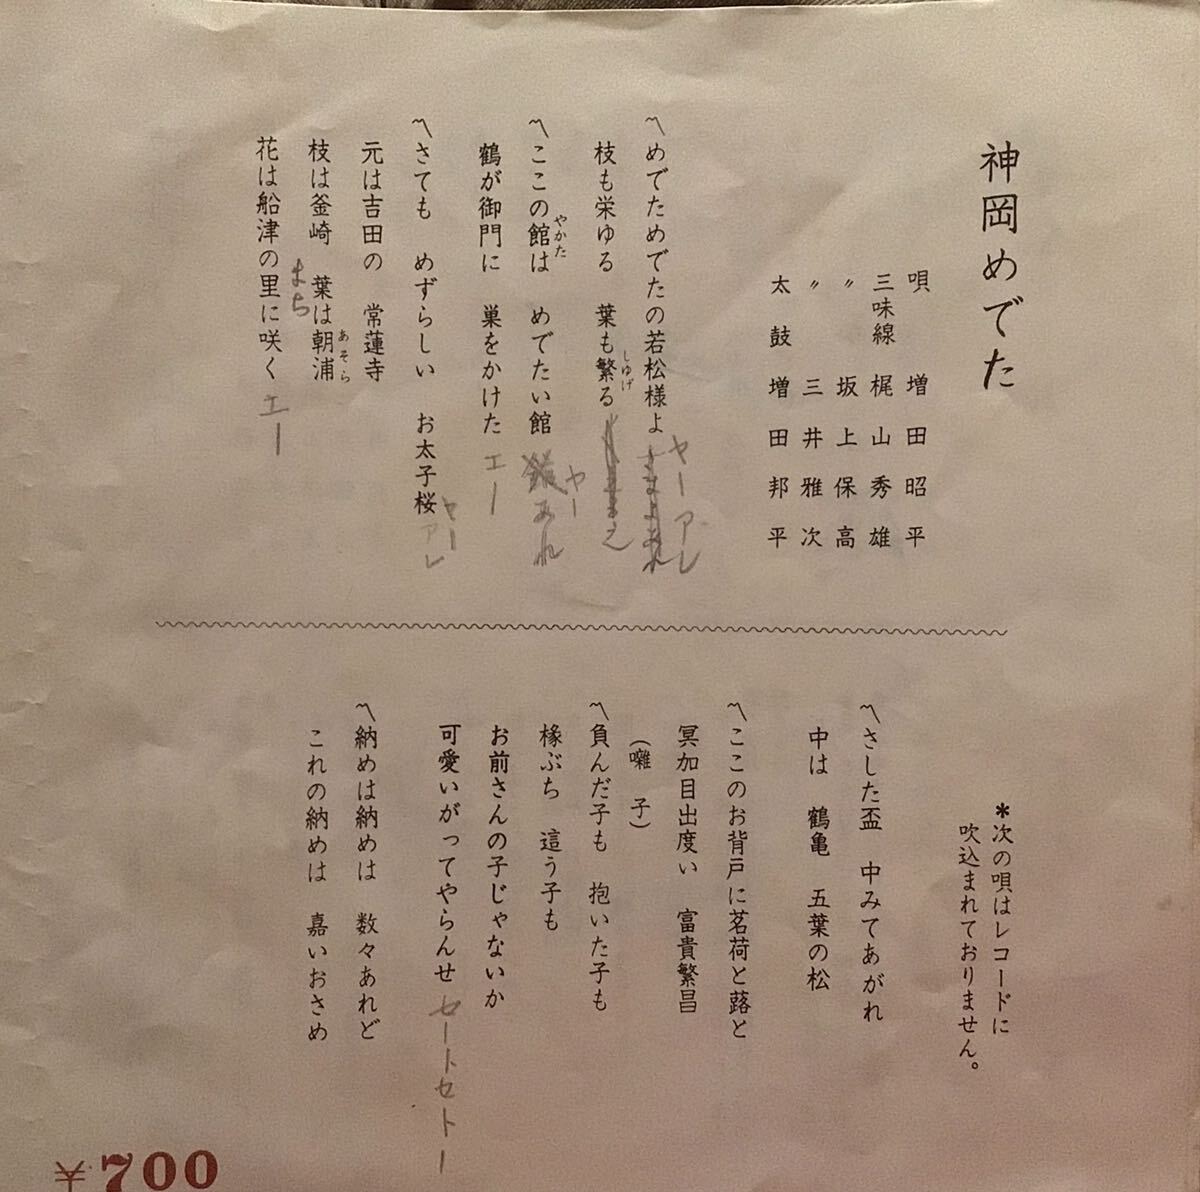 神岡めでた
唄 増田昭平
三味線 梶山秀雄
〃 坂上保高
〃 三井雅次
太鼓 増田邦平
〽めでためでたの若松様よ ヤーアレ
枝も栄ゆる 葉も繁る
しゆげ
〽ここの館は めでたい館 ヤー
やかた
鶴が御門に 巣をかけた エー
〽さても めずらしい お太子桜 ヤーアレ
元は吉田の 常蓮寺
枝は釜崎 葉は朝浦
あそら
まち
花は船津の里に咲く エー
*次の唄はレコードに
吹込まれておりません。
〽さした盃 中みてあがれ
中は 鶴亀 五葉の松
〽ここのお背戸に茗荷と蕗と
冥加目出度い 富貴繁昌
(囃子)
〽負んだ子も 抱いた子も
椽ぶち 這う子も
お前さんの子じゃないか
可愛いがってやらんせ セートセトー
〽納めは納めは 数々あれど
これの納めは 嘉いおさめ
¥700